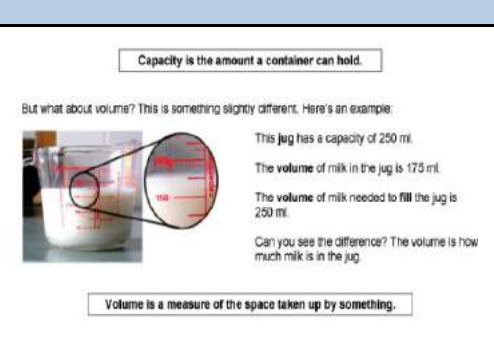 Capacity is the amount a container can hold.
But what about volume? This is something slightly different. Here's an example:
This jug has a capacity of 250 ml.
The volume of milk in the jug is 175 ml.
The volume of milk needed to fill the jug is
250 ml.
Can you see the difference? The volume is how
much milk is in the jug.
150
Volume is a measure of the space taken up by something.